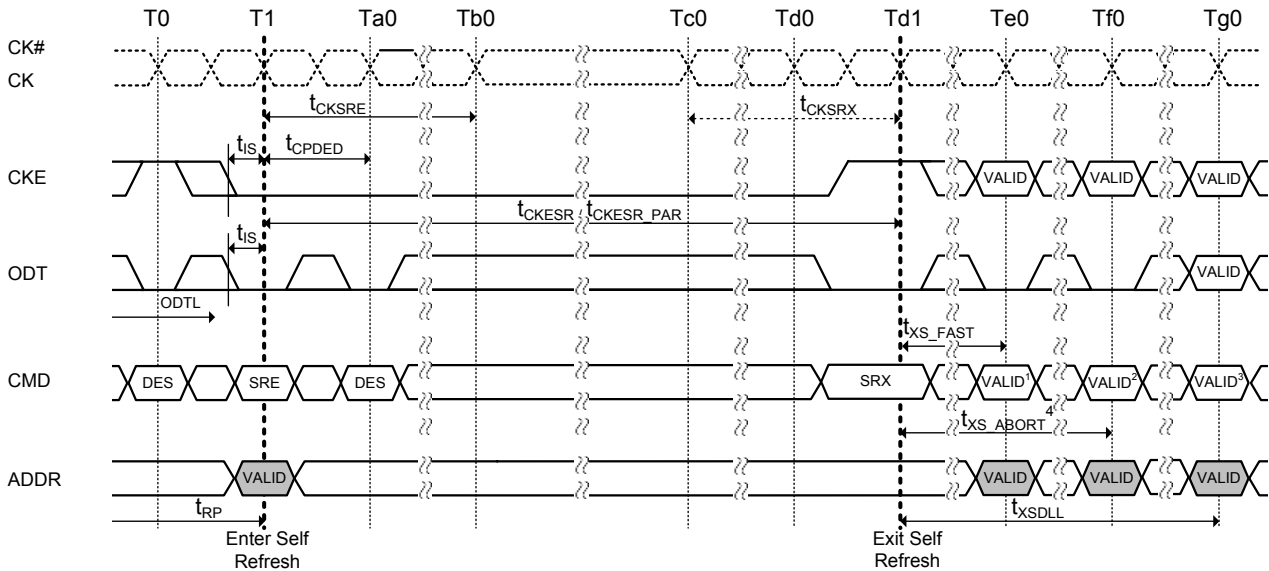 T0 T1 Ta0 Tb0 Tc0 Td0 Td1 Te0 Tf0 Tg0
CK#
CK
tCKSRE tCKSRX
tIS tCPDED
CKE VALID VALID VALID
tCKESR / tCKESR_PAR
tIS
ODT VALID
ODTL
tXS_FAST
CMD DES SRE DES SRX VALID1 VALID2 VALID3
tXS_ABORT4
ADDR VALID VALID VALID VALID
tRP tXSDLL
Enter Self
Refresh
Exit Self
Refresh